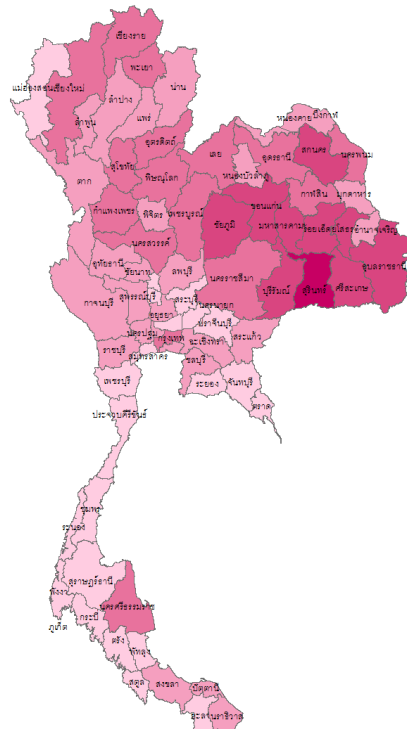 เชียงราย
พะเยา
แม่ฮ่องสอน
เชียงใหม่
น่าน
ลำปาง
ลำพูน
แพร่
อุตรดิตถ์
ตาก
สุโขทัย
พิษณุโลก
กำแพงเพชร
พิจิตร
เพชรบูรณ์
เลย
หนองบัวลำภู
อุดรธานี
หนองคาย
บึงกาฬ
สกนคร
นครพนม
มุกดาหาร
กาฬสิน
ขอนแก่น
ชัยภูมิ
มหาสารคาม
ร้อยเอ็ด
อำนาจเจริญ
อุบลราชธานี
นครสวรรค์
อุทัยธานี
ชัยนาท
ลพบุรี
นครราชสีมา
บุรีรัมณ์
สุรินทร์
ศรีสะเกษ
กาจนบุรี
สุพรรณบุรี
สระบุรี
อยุธยา
นครนายก
ปราจีนบุรี
นครปฐม
กรุงเทพ
ฉะเชิงทรา
สระแก้ว
ราชบุรี
สมุทรสาคร
ชลบุรี
เพชรบุรี
ระยอง
จันทบุรี
ตราด
ประจวบคีรีขันธ์
ชุมพร
ระนอง
สุราษฎร์ธานี
พังงา
นครศรีธรรมราช
กระบี่
ภูเก็ต
ตรัง
พัทลุง
สตูล
สงขลา
ปัตตานี
ยะลา
นราธิวาส